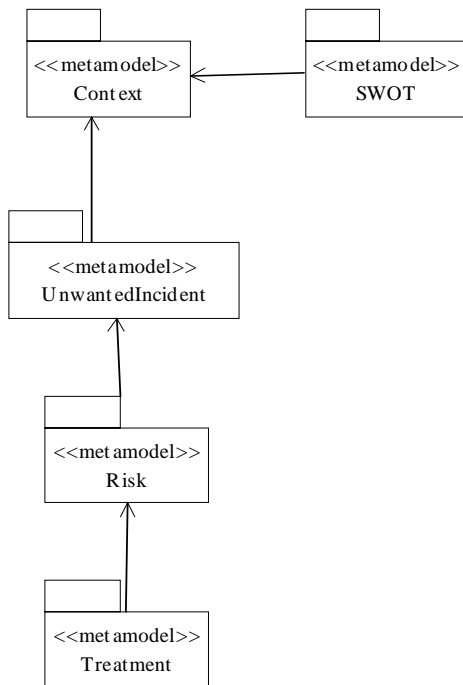 <<metamodel>>
Context
<<metamodel>>
SWOT
<<metamodel>>
UnwantedIncident
<<metamodel>>
Risk
<<metamodel>>
Treatment